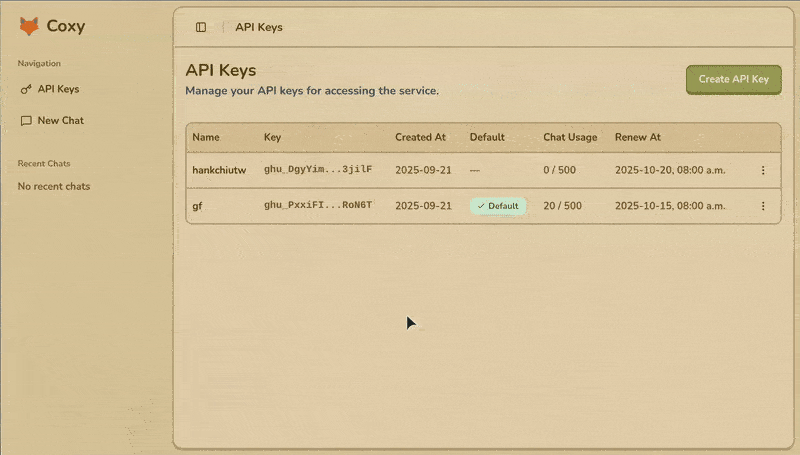 Coxy
Navigation
API Keys
New Chat
Recent Chats
No recent chats
API Keys
API Keys
Manage your API keys for accessing the service.
Create API Key
Name Key Created At Default Chat Usage Renew At
hankchiutw ghu_DgyYim...3jilF 2025-09-21 — 0 / 500 2025-10-20, 08:00 a.m.
gf ghu_PxxiFI...RoN6T 2025-09-21 Default 20 / 500 2025-10-15, 08:00 a.m.